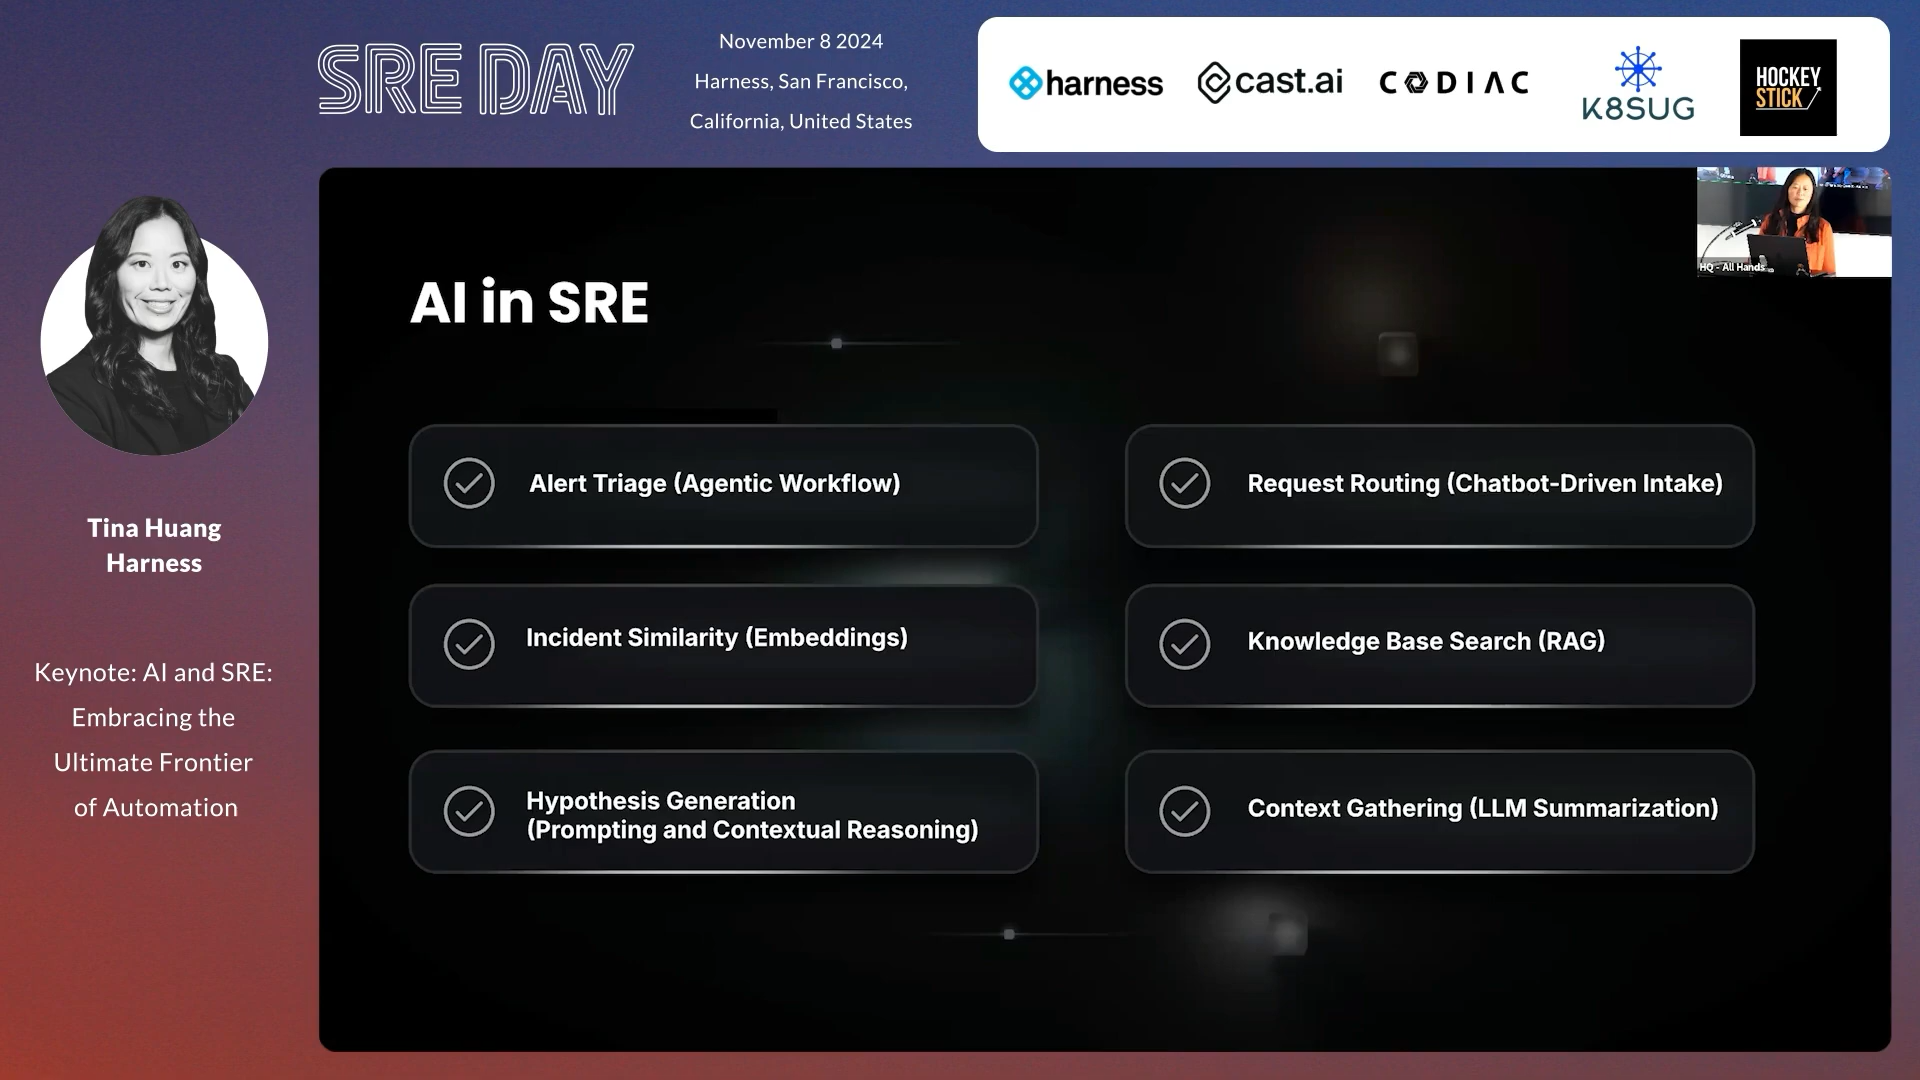 SRE DAY
November 8 2024
Harness, San Francisco,
California, United States
harness
cast.ai
CODIAC
K8SUG
HOCKEY
STICK
HQ - All Hands
Tina Huang
Harness
Keynote: AI and SRE:
Embracing the
Ultimate Frontier
of Automation
AI in SRE
Alert Triage (Agentic Workflow)
Request Routing (Chatbot-Driven Intake)
Incident Similarity (Embeddings)
Knowledge Base Search (RAG)
Hypothesis Generation
(Prompting and Contextual Reasoning)
Context Gathering (LLM Summarization)